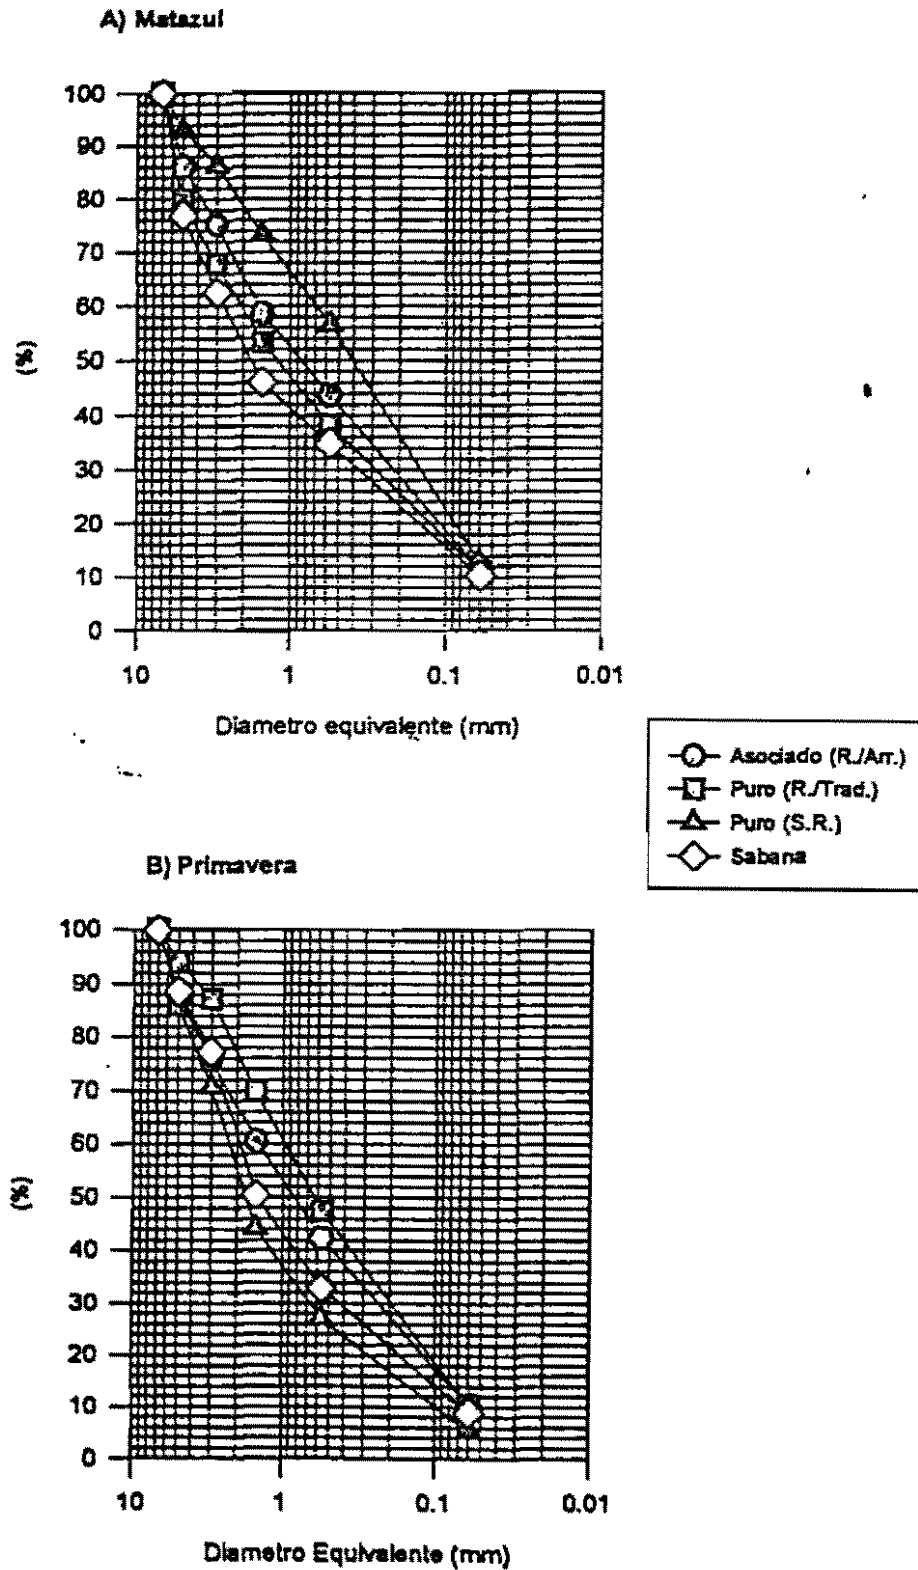 A) Matazul
100
90
80
70
60
50
40
30
20
10
0
(%)
10 1 0.1 0.01
Diametro equivalente (mm)
Asociado (R./Arr.)
Puro (R./Trad.)
Puro (S.R.)
Sabana
B) Primavera
100
90
80
70
60
50
40
30
20
10
0
(%)
10 1 0.1 0.01
Diametro Equivalente (mm)